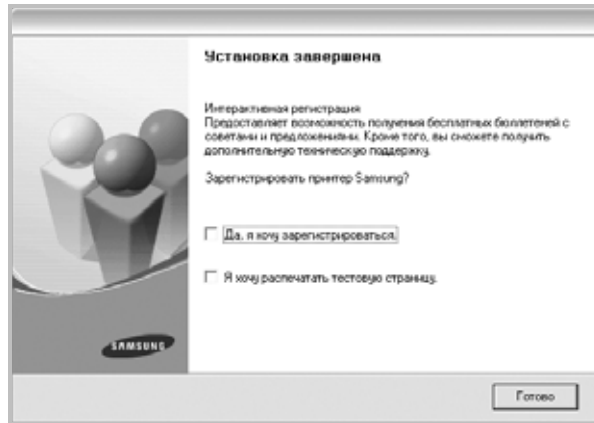 Установка завершена
Интерактивная регистрация
Предоставляет возможность получения бесплатных бюллетеней с
советами и предложениями. Кроме того, вы сможете получить
дополнительную техническую поддержку.
Зарегистрировать принтер Samsung?
Да, я хочу зарегистрироваться.
Я хочу распечатать тестовую страницу.
SAMSUNG
Готово